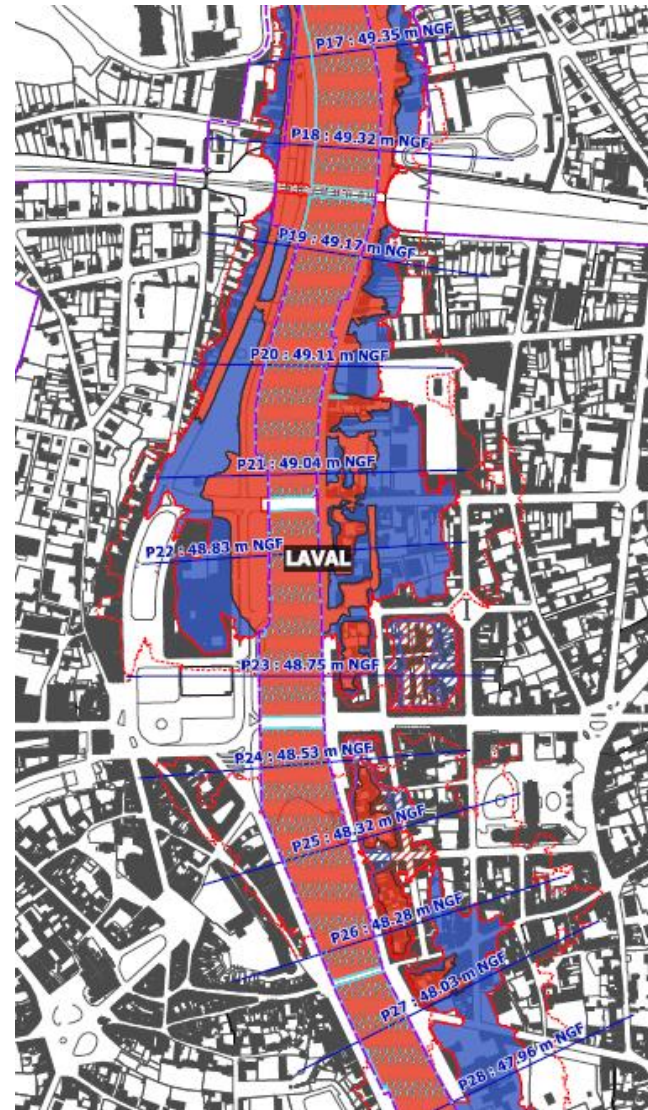 P17 : 49.35 m NGF
P18 : 49.32 m NGF
P19 : 49.17 m NGF
P20 : 49.11 m NGF
P21 : 49.04 m NGF
P22 : 48.83 m NGF
LAVAL
P23 : 48.75 m NGF
P24 : 48.53 m NGF
P25 : 48.32 m NGF
P26 : 48.28 m NGF
P27 : 48.03 m NGF
P28 : 47.96 m NGF